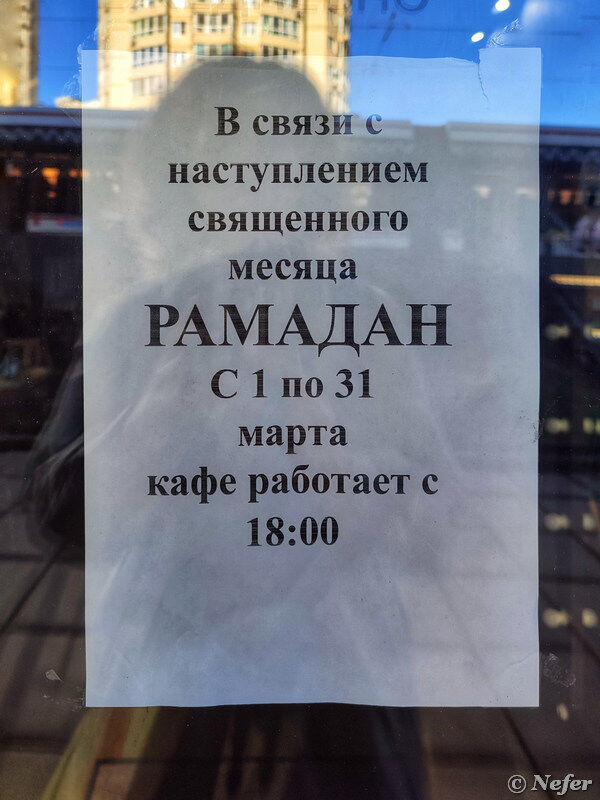 В связи с
наступлением
священного
месяца
РАМАДАН
С 1 по 31
марта
кафе работает с
18:00
© Nefer